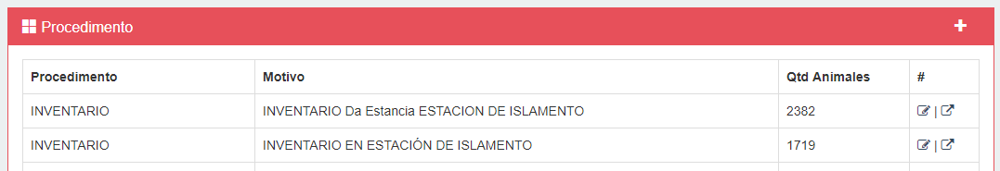 Procedimento
Procedimento Motivo Qtd Animales #
INVENTARIO INVENTARIO Da Estancia ESTACION DE ISLAMENTO 2382 |
INVENTARIO INVENTARIO EN ESTACIÓN DE ISLAMENTO 1719 |